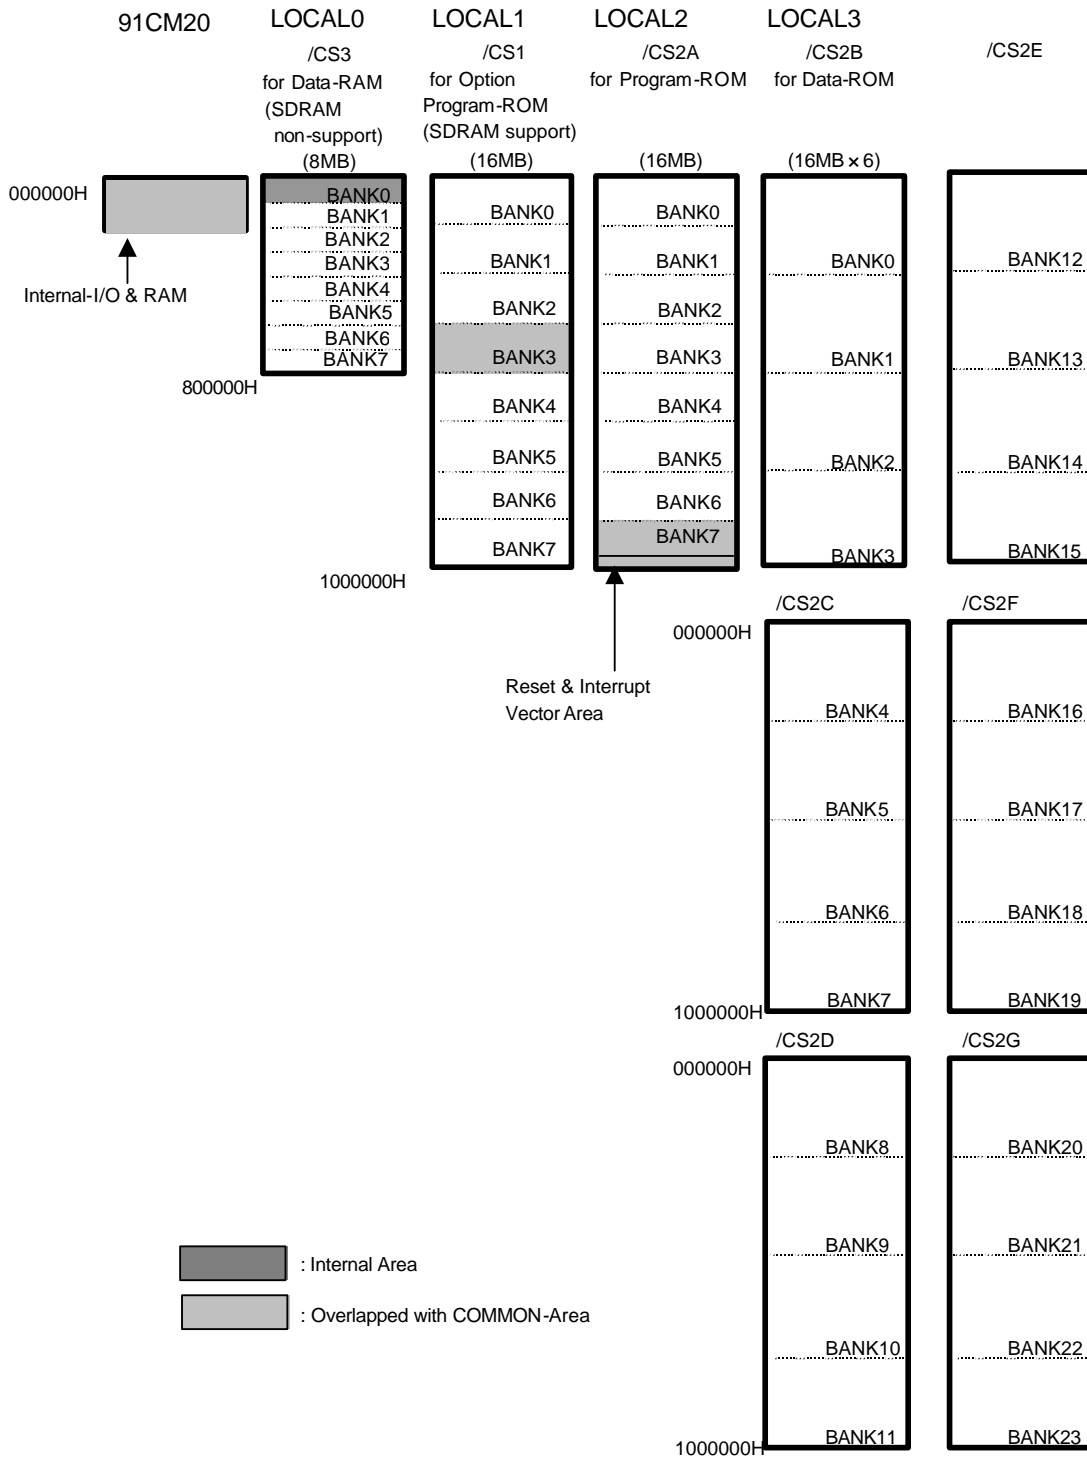 91CM20
LOCAL0
LOCAL1
LOCAL2
LOCAL3
/CS3
for Data-RAM
(SDRAM
non-support)
(8MB)
/CS1
for Option
Program-ROM
(SDRAM support)
(16MB)
/CS2A
for Program-ROM
(16MB)
/CS2B
for Data-ROM
(16MB × 6)
/CS2E
000000H
Internal-I/O & RAM
BANK0
BANK1
BANK2
BANK3
BANK4
BANK5
BANK6
BANK7
800000H
BANK0
BANK1
BANK2
BANK3
BANK4
BANK5
BANK6
BANK7
1000000H
BANK0
BANK1
BANK2
BANK3
BANK4
BANK5
BANK6
BANK7
Reset & Interrupt
Vector Area
BANK0
BANK1
BANK2
BANK3
BANK12
BANK13
BANK14
BANK15
/CS2C
000000H
BANK4
BANK5
BANK6
BANK7
1000000H
/CS2F
BANK16
BANK17
BANK18
BANK19
/CS2D
000000H
BANK8
BANK9
BANK10
BANK11
1000000H
/CS2G
BANK20
BANK21
BANK22
BANK23
: Internal Area
: Overlapped with COMMON-Area